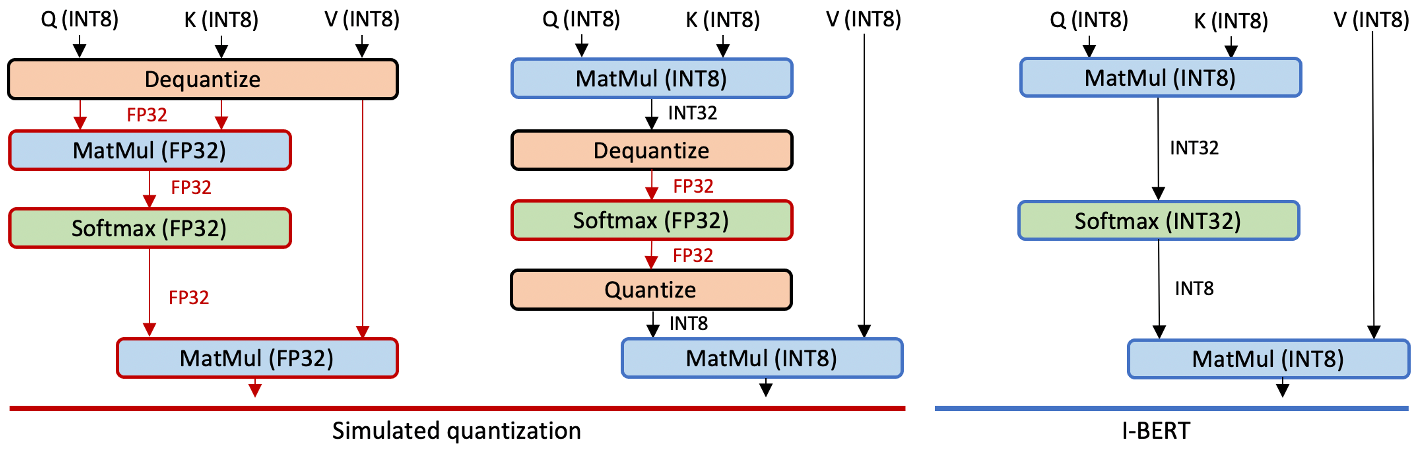 Q (INT8)
K (INT8)
V (INT8)
Dequantize
FP32
MatMul (FP32)
FP32
Softmax (FP32)
FP32
MatMul (FP32)
Q (INT8)
K (INT8)
V (INT8)
MatMul (INT8)
INT32
Dequantize
FP32
Softmax (FP32)
FP32
Quantize
INT8
MatMul (INT8)
Simulated quantization
Q (INT8)
K (INT8)
V (INT8)
MatMul (INT8)
INT32
Softmax (INT32)
INT8
MatMul (INT8)
I-BERT